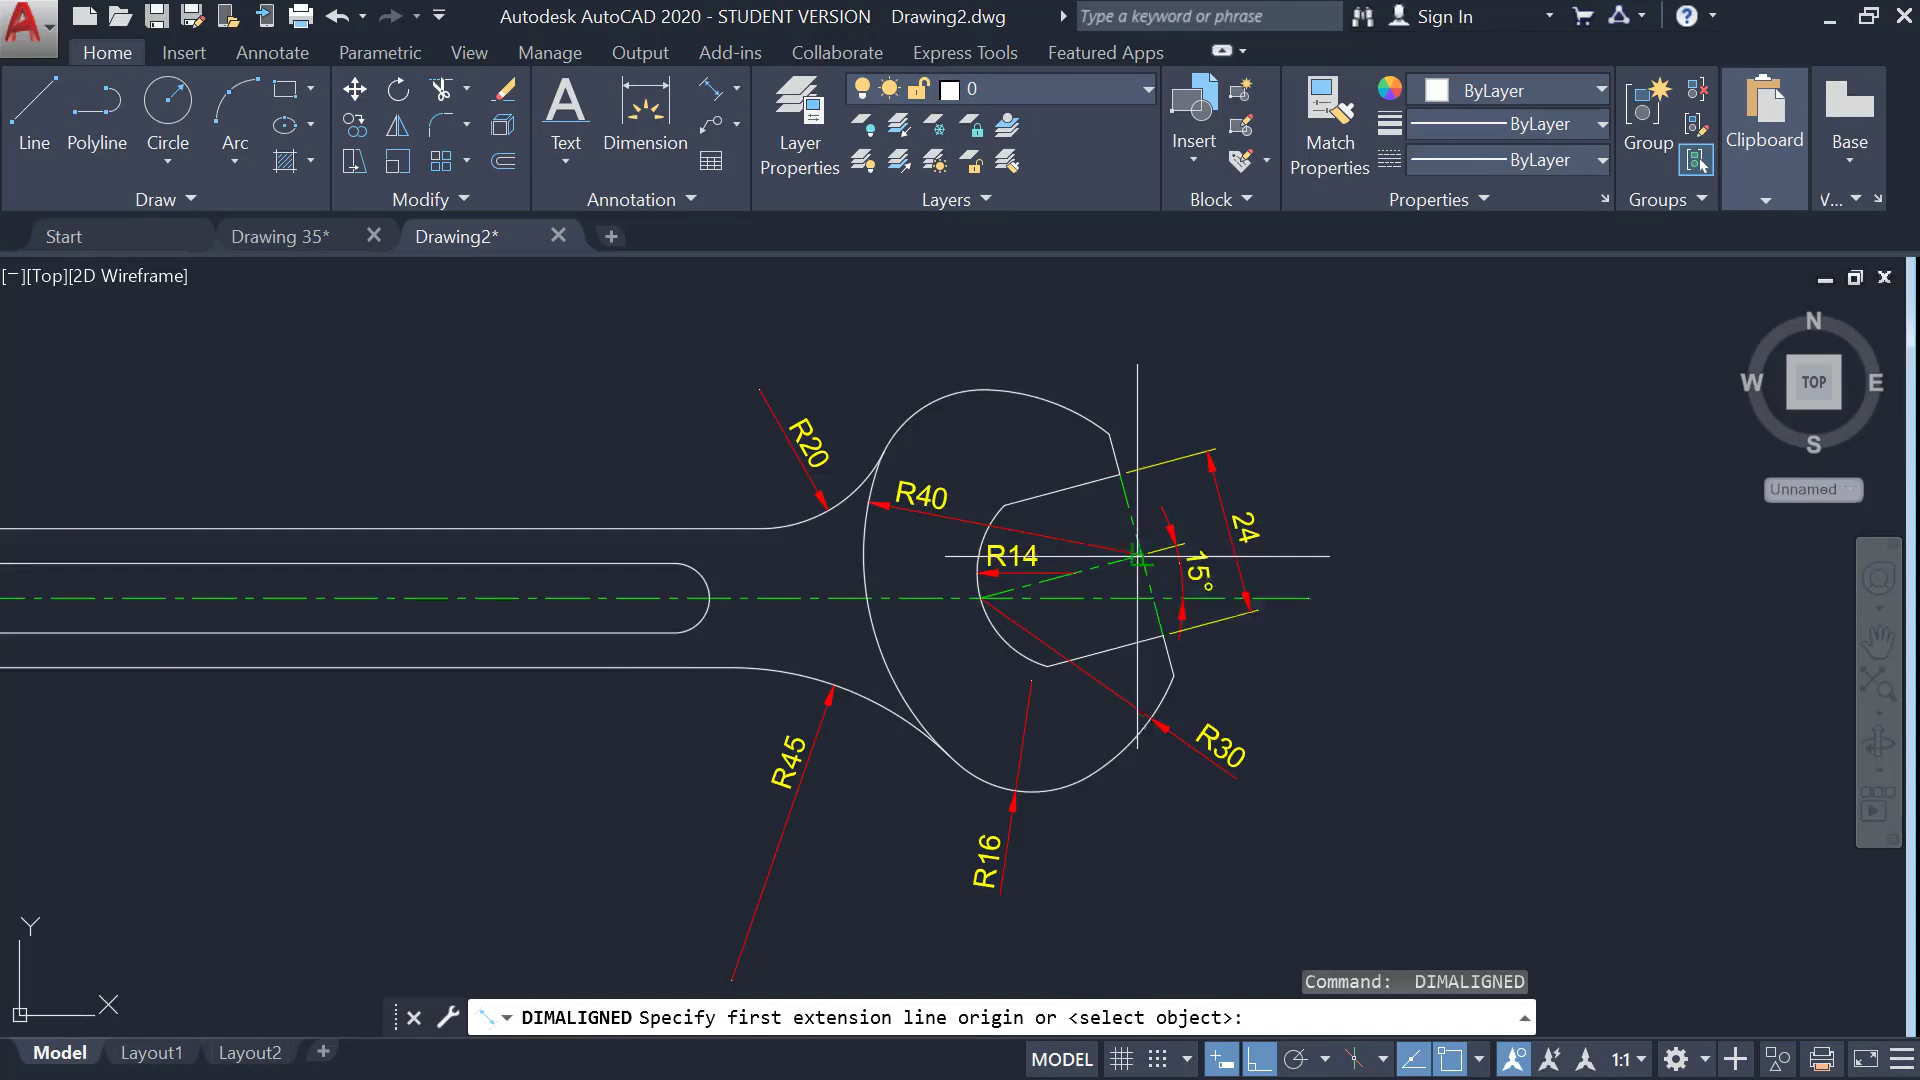 Autodesk AutoCAD 2020 - STUDENT VERSION Drawing2.dwg
Type a keyword or phrase
Sign In
Home Insert Annotate Parametric View Manage Output Add-ins Collaborate Express Tools Featured Apps
Line Polyline Circle Arc
Text Dimension
Layer Properties
0
Insert
Match Properties
ByLayer
ByLayer
ByLayer
Group
Clipboard
Base
Draw Modify Annotation Layers Block Properties Groups V...
Start Drawing 35* Drawing2*
[−][Top][2D Wireframe]
N
W TOP E
S
Unnamed
R20
R40
R14
24
15°
R30
R45
R16
Y
X
Command: DIMALIGNED
DIMALIGNED Specify first extension line origin or <select object>:
Model Layout1 Layout2
MODEL
1:1